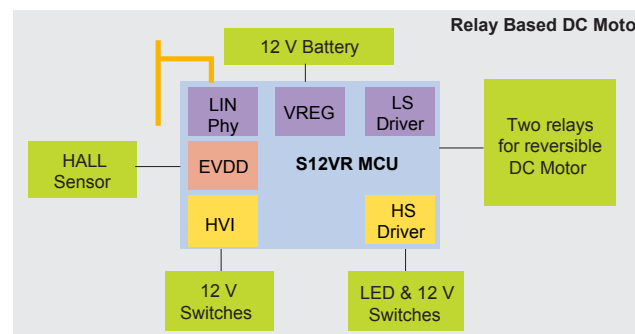 Relay Based DC Moto
12 V Battery
LIN
Phy
VREG
LS
Driver
HALL
Sensor
EVDD
S12VR MCU
Two relays
for reversible
DC Motor
HVI
HS
Driver
12 V
Switches
LED & 12 V
Switches